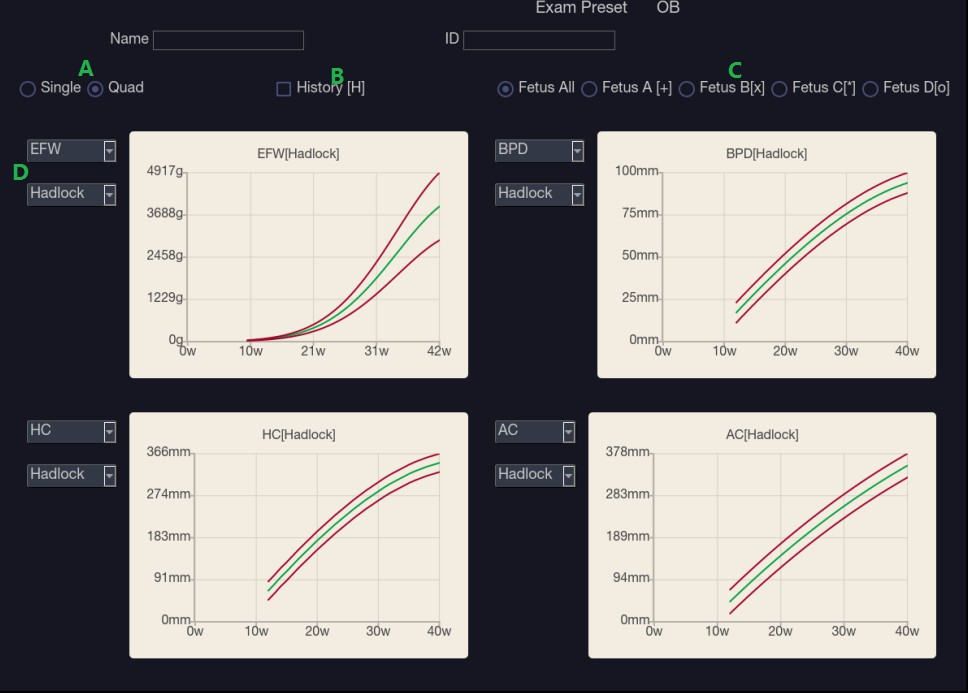 Exam Preset OB
Name ID
A B C
Single Quad History [H] Fetus All Fetus A [+] Fetus B[x] Fetus C[*] Fetus D[o]
EFW
D
Hadlock
EFW[Hadlock]
4917g
3688g
2458g
1229g
0g
0w 10w 21w 31w 42w
BPD
Hadlock
BPD[Hadlock]
100mm
75mm
50mm
25mm
0mm
0w 10w 20w 30w 40w
HC
Hadlock
HC[Hadlock]
366mm
274mm
183mm
91mm
0mm
0w 10w 20w 30w 40w
AC
Hadlock
AC[Hadlock]
378mm
283mm
189mm
94mm
0mm
0w 10w 20w 30w 40w